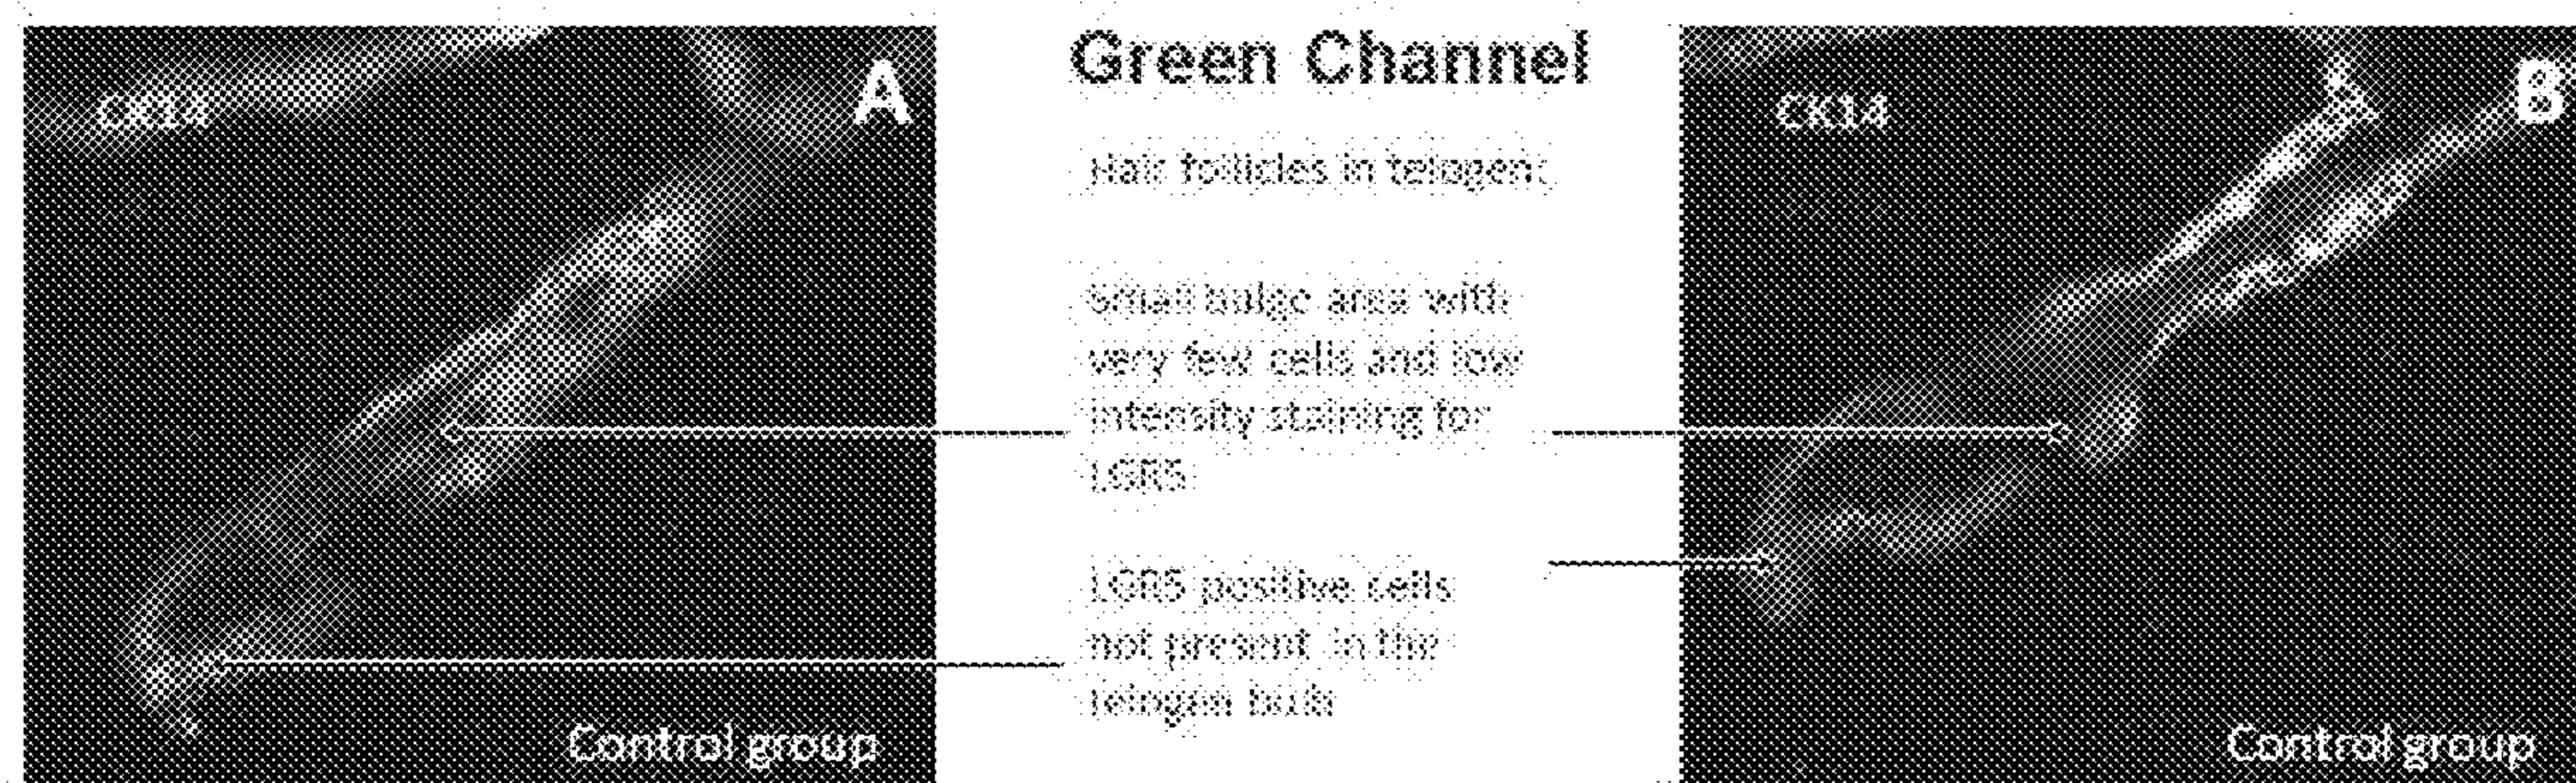 CK14
A
Green Channel
Hair follicles in telogen
Small bulge area with
very few cells and low
intensity staining for
LGR5
LGR5 positive cells
not present in the
telogen bulb
Control group
CK14
B
Control group